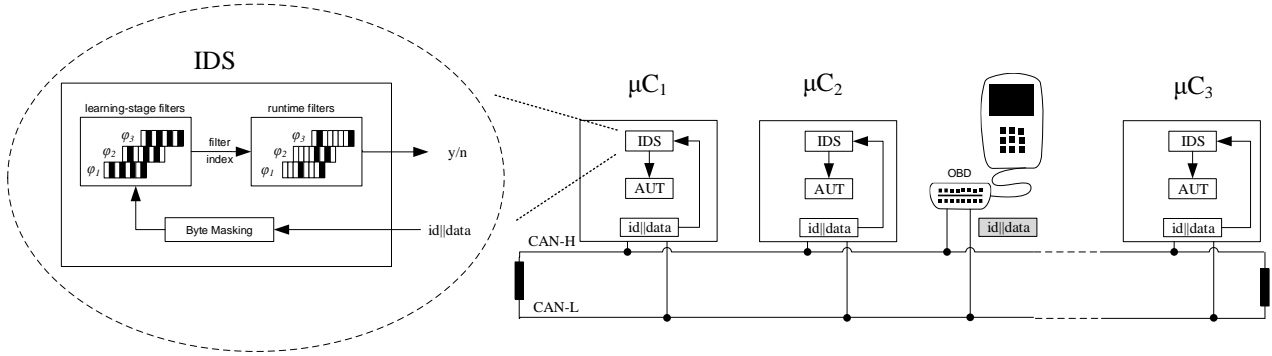 IDS
learning-stage filters
runtime filters
φ3
φ2
φ1
filter
index
φ3
φ2
φ1
y/n
Byte Masking
id||data
μC1
IDS
AUT
id||data
μC2
IDS
AUT
id||data
OBD
id||data
μC3
IDS
AUT
id||data
CAN-H
CAN-L